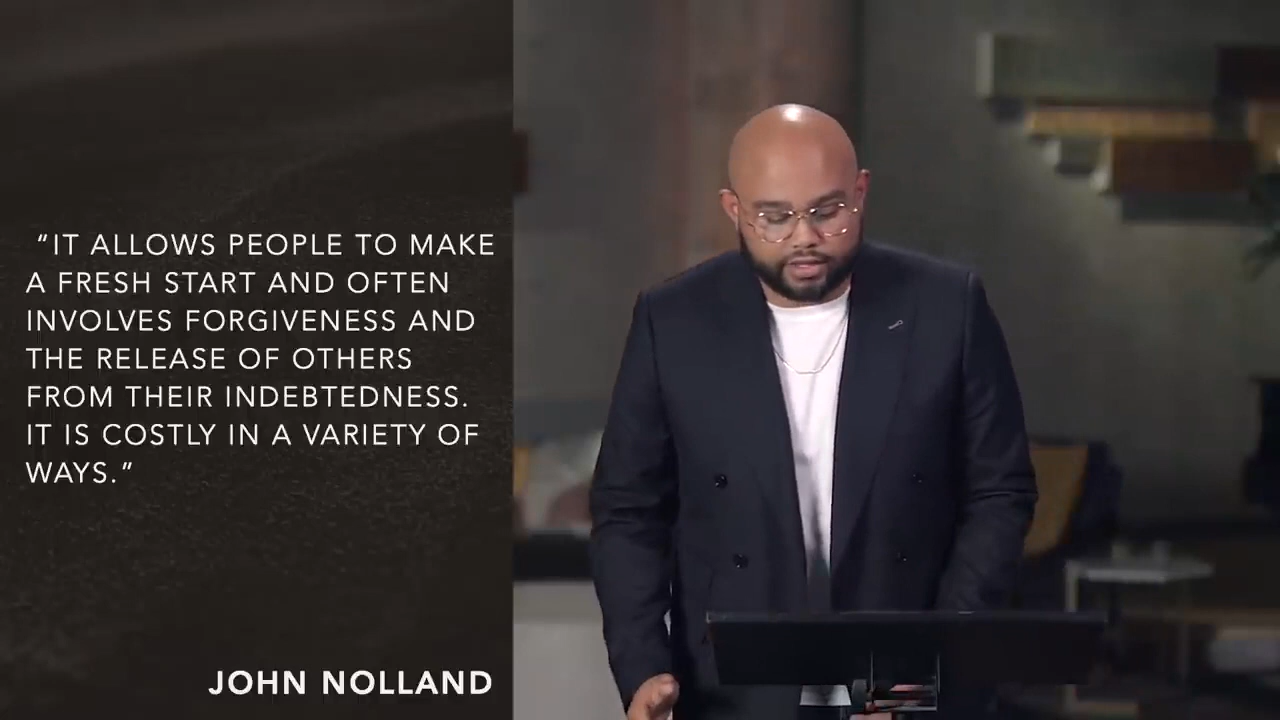 “IT ALLOWS PEOPLE TO MAKE
A FRESH START AND OFTEN
INVOLVES FORGIVENESS AND
THE RELEASE OF OTHERS
FROM THEIR INDEBTEDNESS.
IT IS COSTLY IN A VARIETY OF
WAYS.”
JOHN NOLLAND